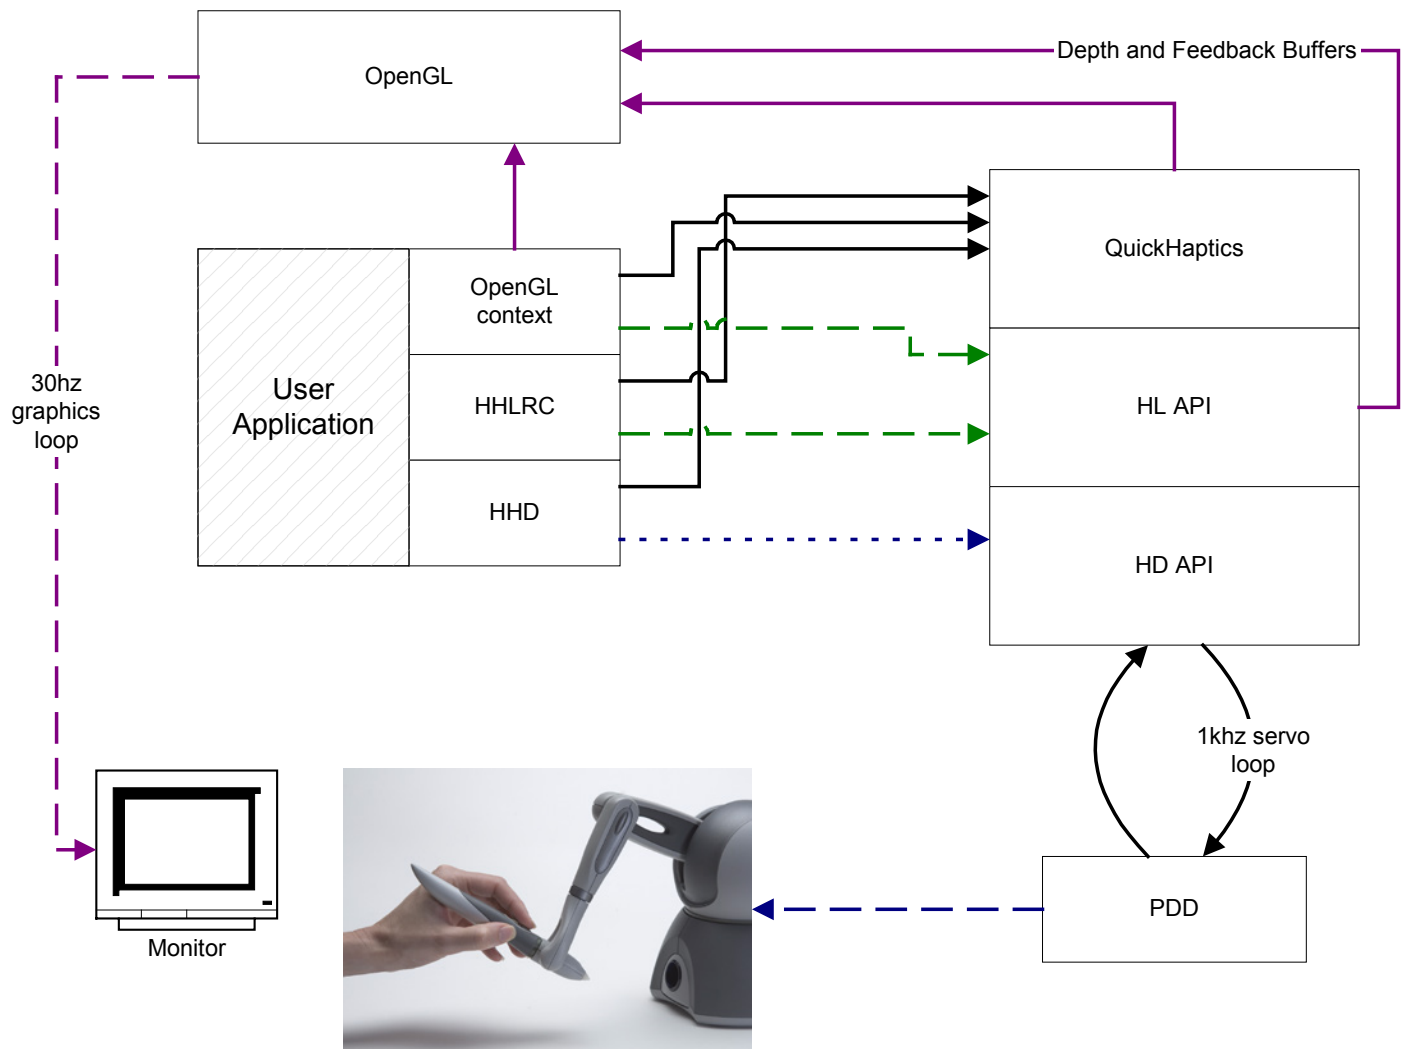 Depth and Feedback Buffers
OpenGL
QuickHaptics
OpenGL
context
30hz
graphics
loop
User
Application
HHLRC
HL API
HHD
HD API
1khz servo
loop
PDD
Monitor